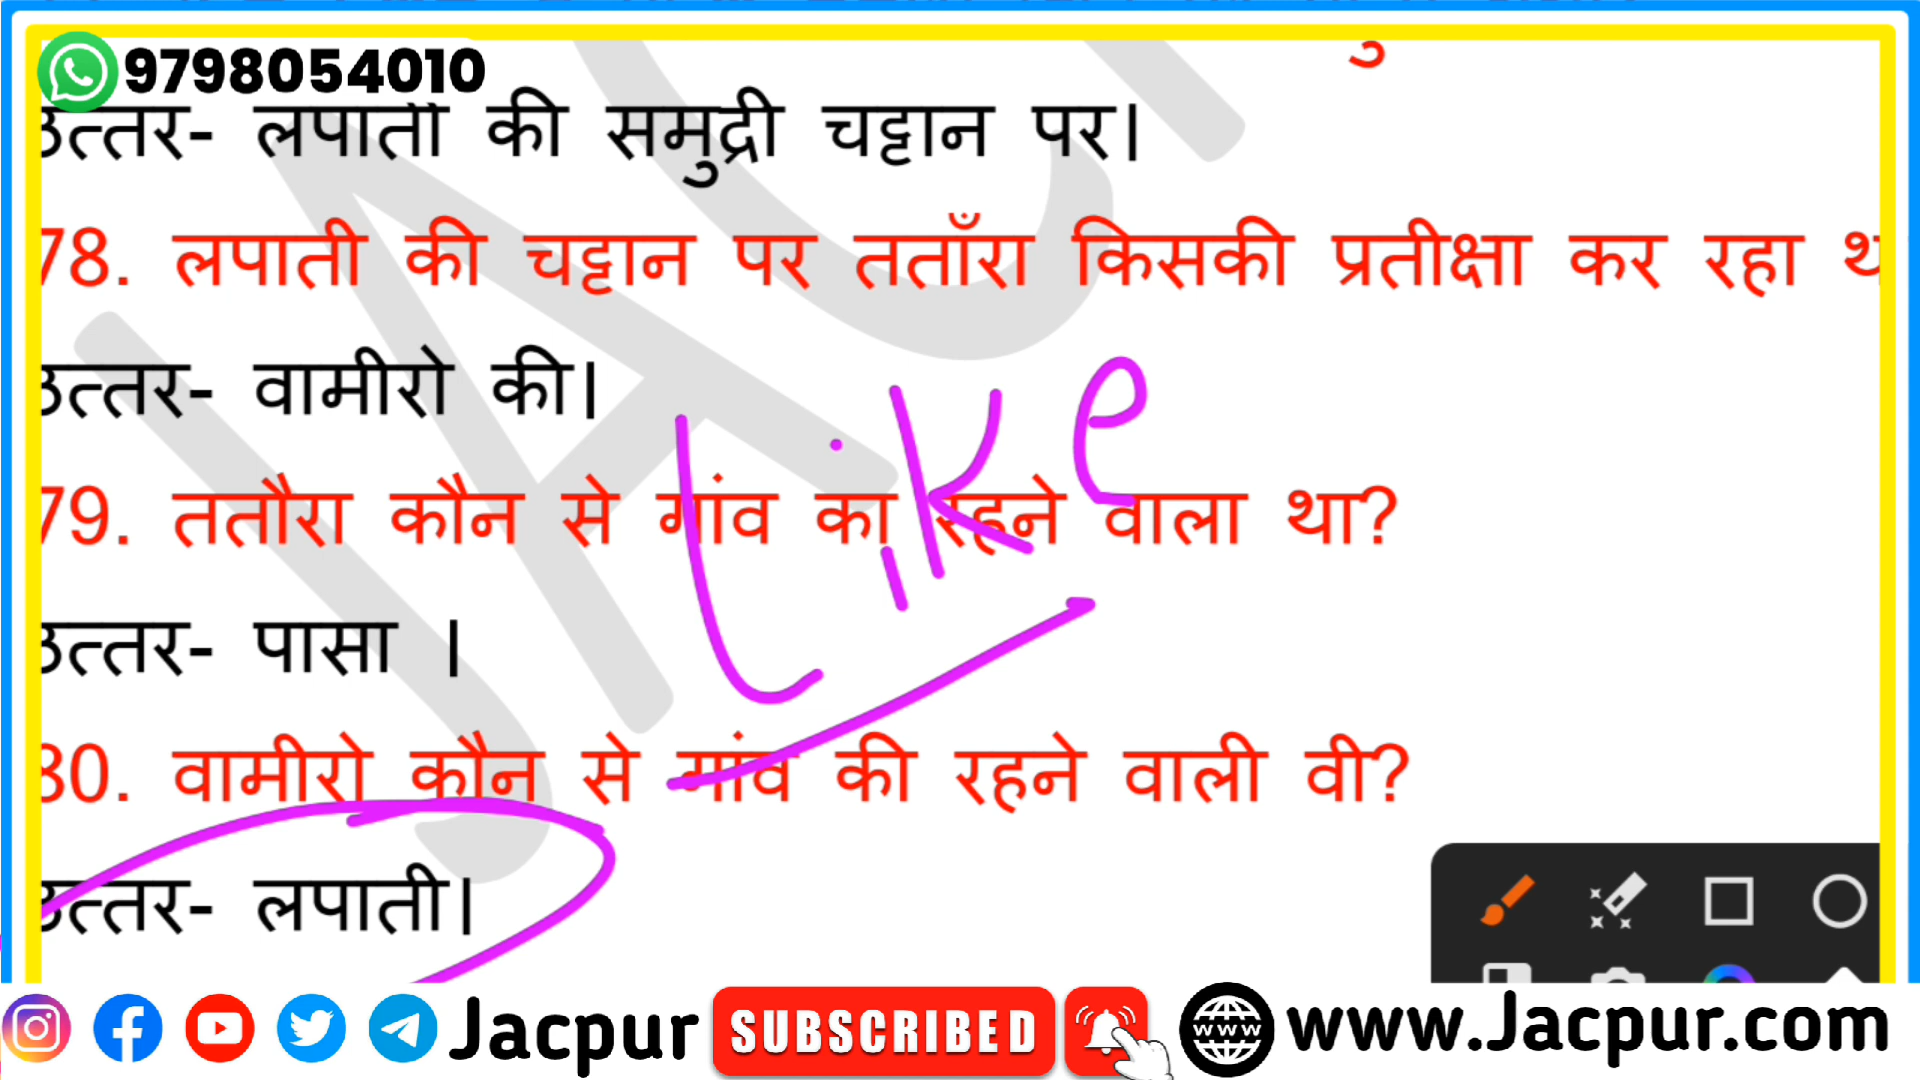 9798054010
उत्तर- लपाती की समुद्री चट्टान पर।
78. लपाती की चट्टान पर तताँरा किसकी प्रतीक्षा कर रहा
उत्तर- वामीरो की।
Like
79. ततौरा कौन से गांव का रहने वाला था?
उत्तर- पासा ।
80. वामीरो कौन से गांव की रहने वाली वी?
उत्तर- लपाती।
Jacpur SUBSCRIBED www www.Jacpur.com